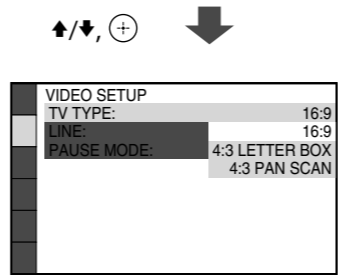 ↑/↓,
VIDEO SETUP
TV TYPE: 16:9
LINE: 16:9
PAUSE MODE: 4:3 LETTER BOX
4:3 PAN SCAN